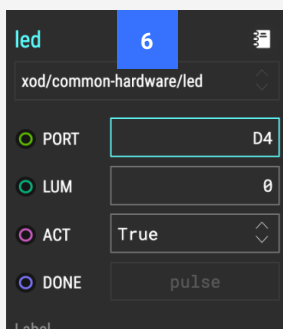 led
6
xod/common-hardware/led
PORT D4
LUM 0
ACT True
DONE pulse
Label